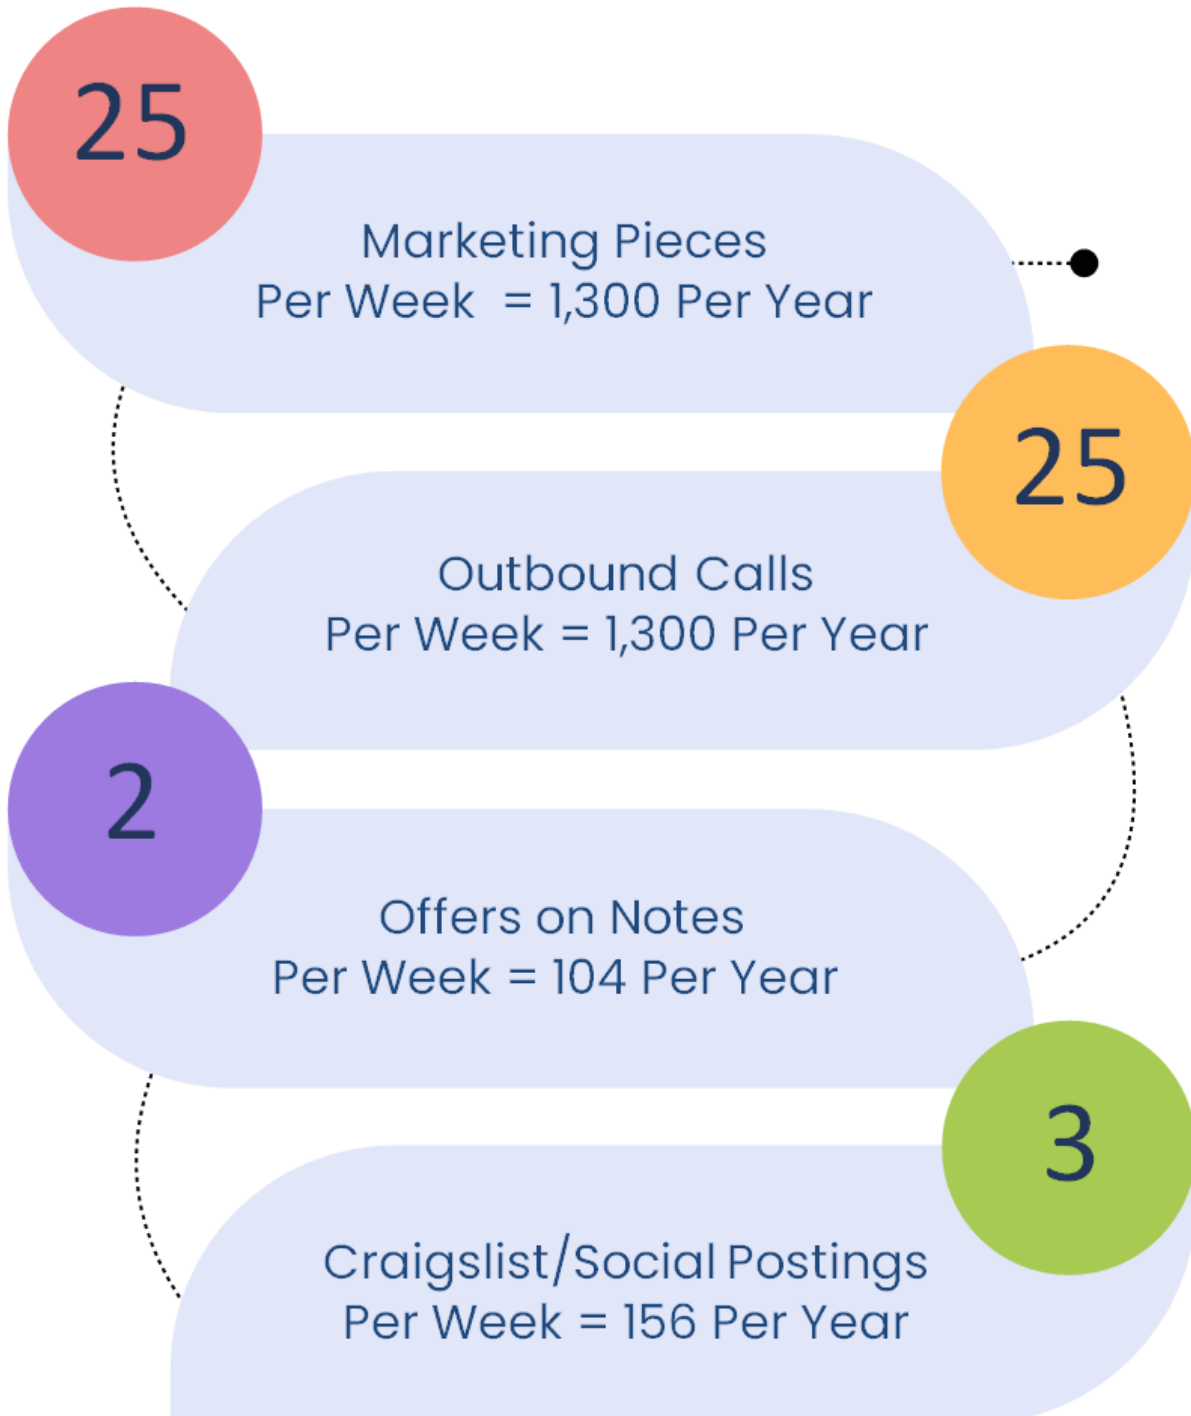 25
Marketing Pieces
Per Week = 1,300 Per Year
25
Outbound Calls
Per Week = 1,300 Per Year
2
Offers on Notes
Per Week = 104 Per Year
3
Craigslist/Social Postings
Per Week = 156 Per Year